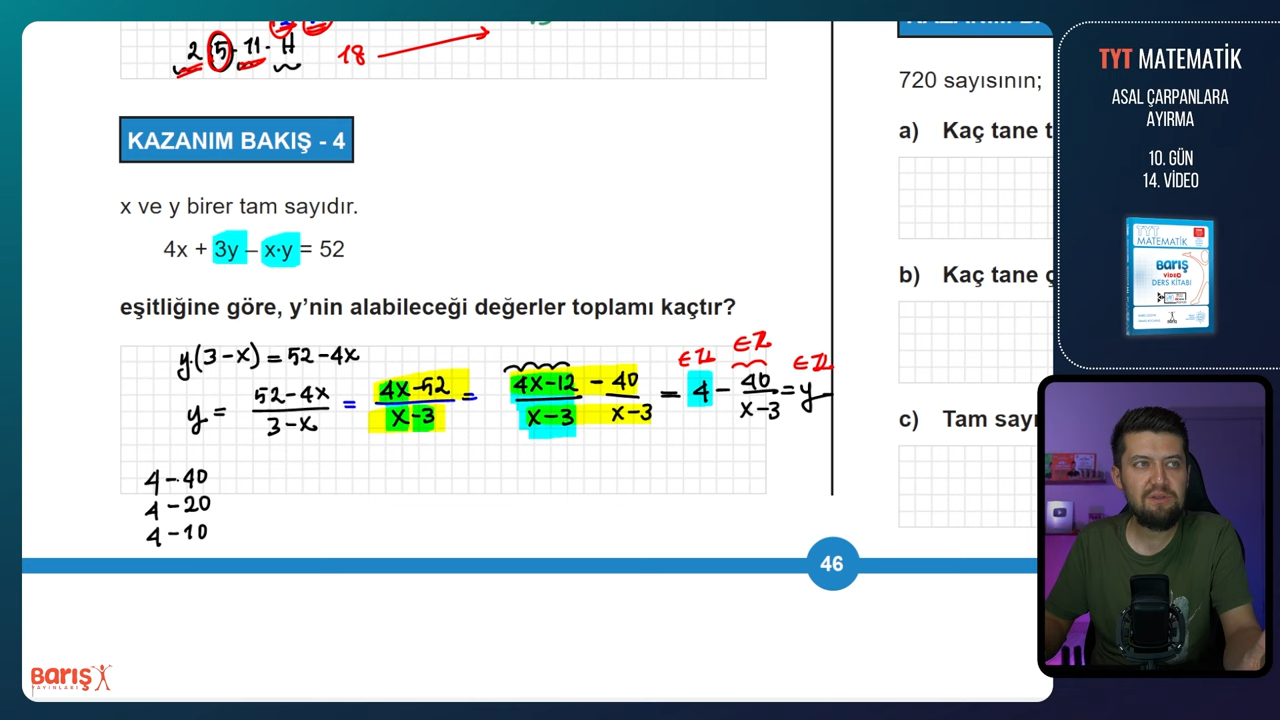 2 · 5 · 11 · 11
18
KAZANIM BAKIŞ - 4
x ve y birer tam sayıdır.
4x + 3y – x·y = 52
eşitliğine göre, y’nin alabileceği değerler toplamı kaçtır?
y·(3-x) = 52-4x
y = 52-4x / 3-x = 4x-52 / x-3 = 4x-12 / x-3 - 40 / x-3 = 4 - 40 / x-3 = y
∈Z ∈Z ∈Z
4-40
4-20
4-10
46
BARIŞ
YAYINLARI
720 sayısının;
a) Kaç tane t
b) Kaç tane ç
c) Tam sayı
TYT MATEMATİK
ASAL ÇARPANLARA
AYIRMA
10. GÜN
14. VİDEO
TYT
MATEMATİK
BARIŞ
VİDEO
DERS KİTABI